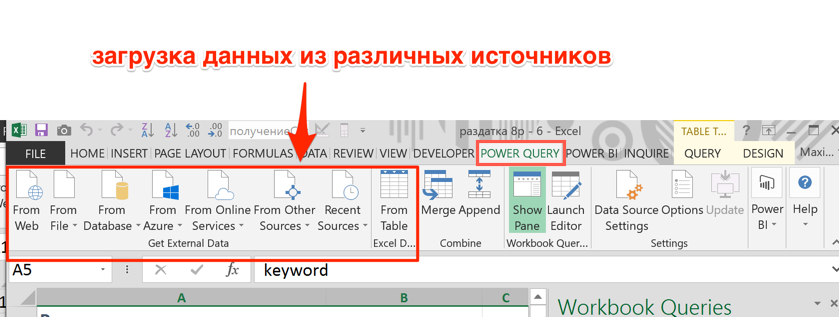 загрузка данных из различных источников
получениеС
раздатка 8р - 6 - Excel
TABLE T...
FILE HOME INSERT PAGE LAYOUT FORMULAS DATA REVIEW VIEW DEVELOPER POWER QUERY POWER BI INQUIRE QUERY DESIGN Maxi...
From Web
From File
From Database
From Azure
From Online Services
From Other Sources
Recent Sources
From Table
Merge
Append
Show Pane
Launch Editor
Data Source Settings
Options
Update
Power BI
Help
Get External Data
Excel D...
Combine
Workbook Quer...
Settings
A5
fx
keyword
A B C
Workbook Queries